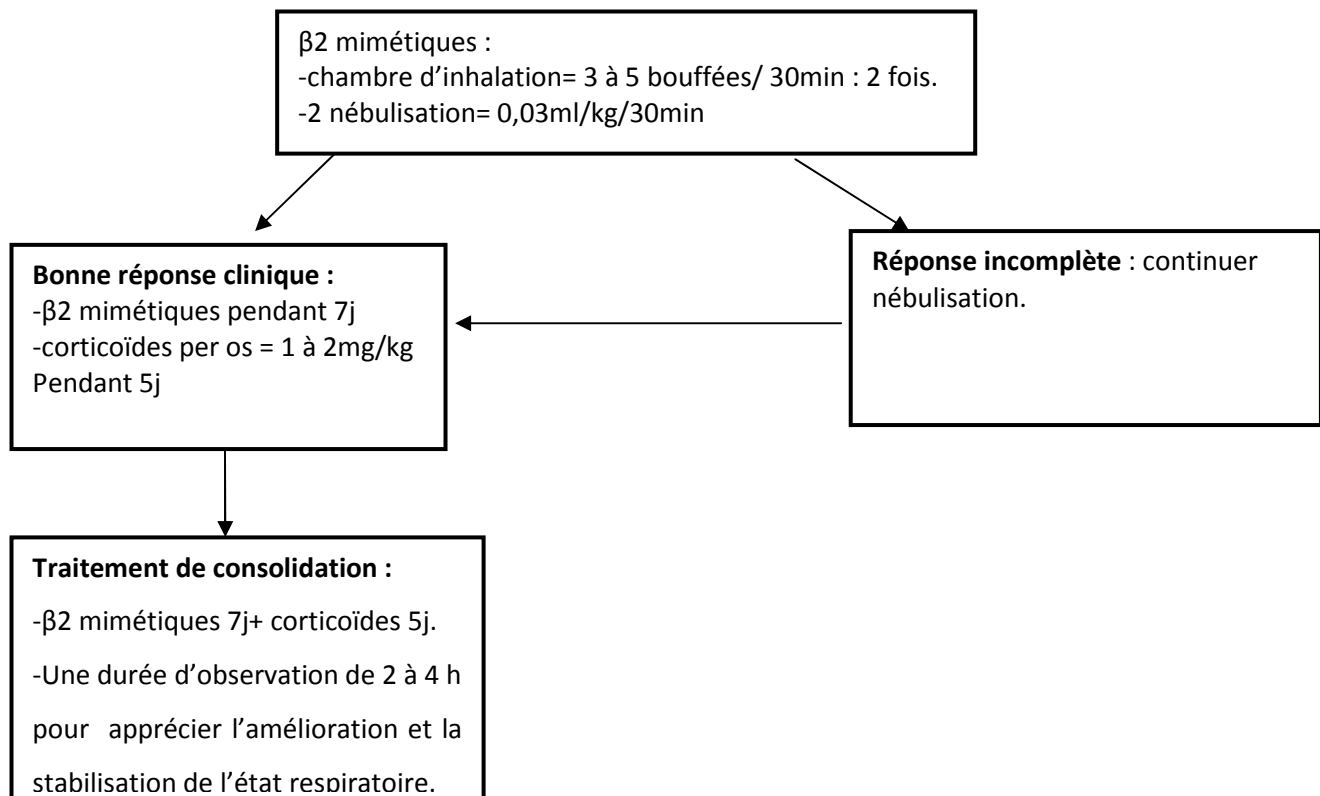 β2 mimétiques :
-chambre d’inhalation= 3 à 5 bouffées/ 30min : 2 fois.
-2 nébulisation= 0,03ml/kg/30min
Bonne réponse clinique :
-β2 mimétiques pendant 7j
-corticoïdes per os = 1 à 2mg/kg
Pendant 5j
Réponse incomplète : continuer
nébulisation.
Traitement de consolidation :
-β2 mimétiques 7j+ corticoïdes 5j.
-Une durée d’observation de 2 à 4 h
pour apprécier l’amélioration et la
stabilisation de l’état respiratoire.